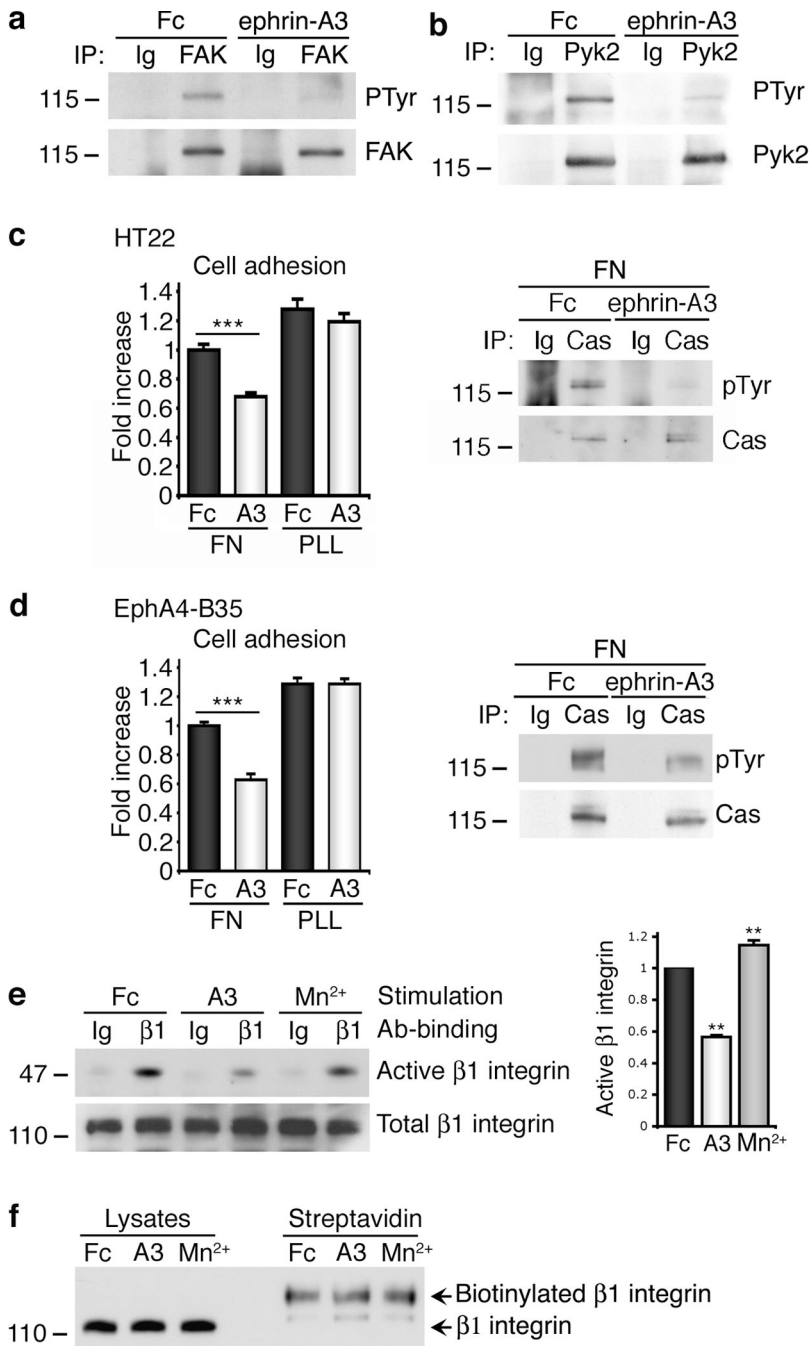 a
Fc ephrin-A3
IP: Ig FAK Ig FAK
115 – PTyr
115 – FAK
b
Fc ephrin-A3
IP: Ig Pyk2 Ig Pyk2
115 – PTyr
115 – Pyk2
c
HT22
Cell adhesion
Fold increase
1.4
1.2
1
0.8
0.6
0.4
0.2
0
***
Fc A3 Fc A3
FN PLL
FN
Fc ephrin-A3
IP: Ig Cas Ig Cas
115 – pTyr
115 – Cas
d
EphA4-B35
Cell adhesion
Fold increase
1.4
1.2
1
0.8
0.6
0.4
0.2
0
***
Fc A3 Fc A3
FN PLL
FN
Fc ephrin-A3
IP: Ig Cas Ig Cas
115 – pTyr
115 – Cas
e
Fc A3 Mn²⁺ Stimulation
Ig β1 Ig β1 Ig β1 Ab-binding
47 – Active β1 integrin
110 – Total β1 integrin
Active β1 integrin
1.2
1
0.8
0.6
0.4
0.2
0
**
**
Fc A3 Mn²⁺
f
Lysates Streptavidin
Fc A3 Mn²⁺ Fc A3 Mn²⁺
←Biotinylated β1 integrin
110 – ←β1 integrin